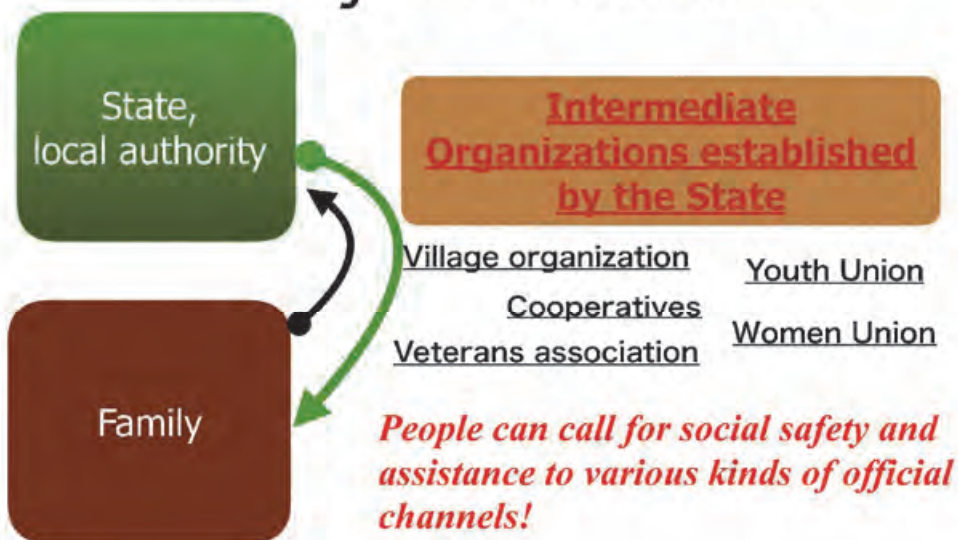 State,
local authority
Intermediate
Organizations established
by the State
Village organization
Youth Union
Cooperatives
Women Union
Veterans association
Family
People can call for social safety and
assistance to various kinds of official
channels!